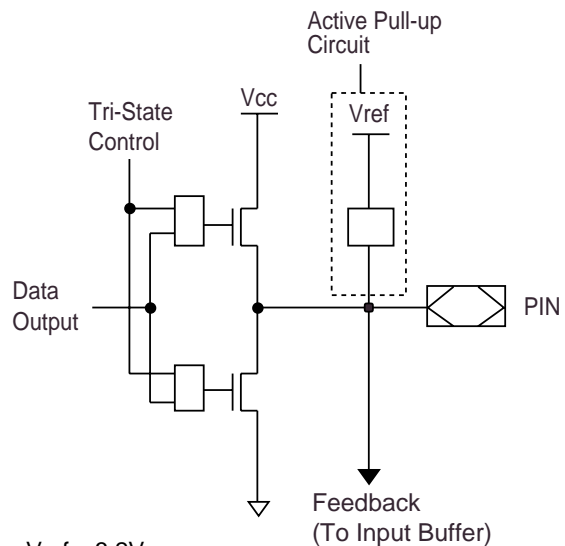 Active Pull-up
Circuit
Vcc
Vref
Tri-State
Control
Data
Output
PIN
Feedback
(To Input Buffer)